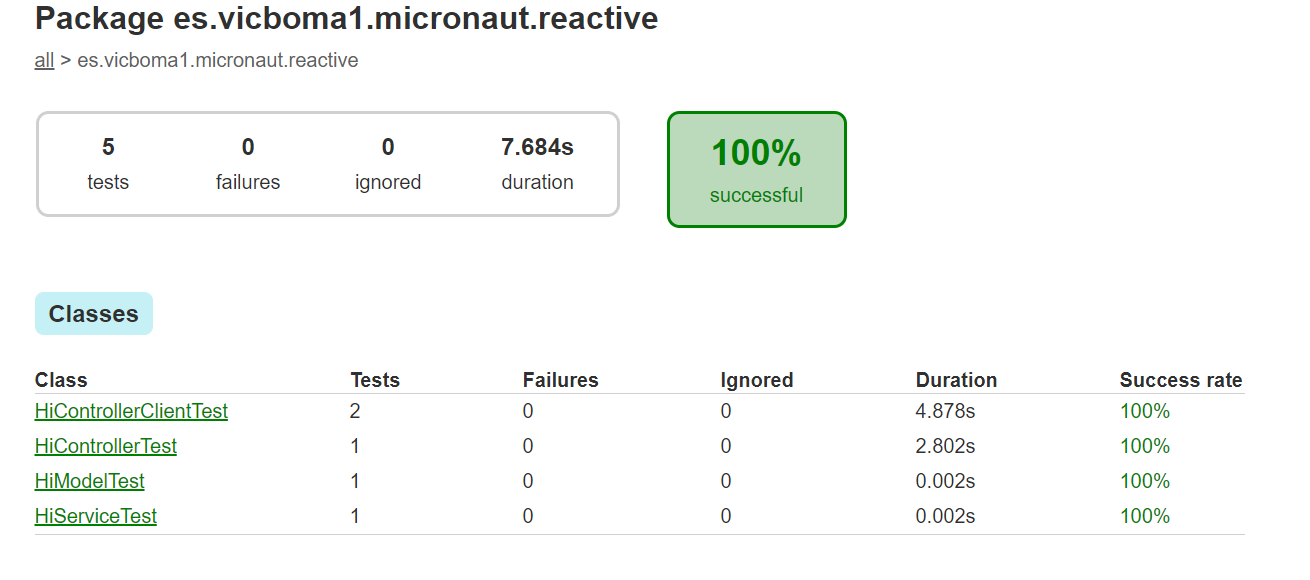 Package es.vicboma1.micronaut.reactive
all > es.vicboma1.micronaut.reactive
5 0 0 7.684s
tests failures ignored duration
100%
successful
Classes
Class Tests Failures Ignored Duration Success rate
HiControllerClientTest 2 0 0 4.878s 100%
HiControllerTest 1 0 0 2.802s 100%
HiModelTest 1 0 0 0.002s 100%
HiServiceTest 1 0 0 0.002s 100%